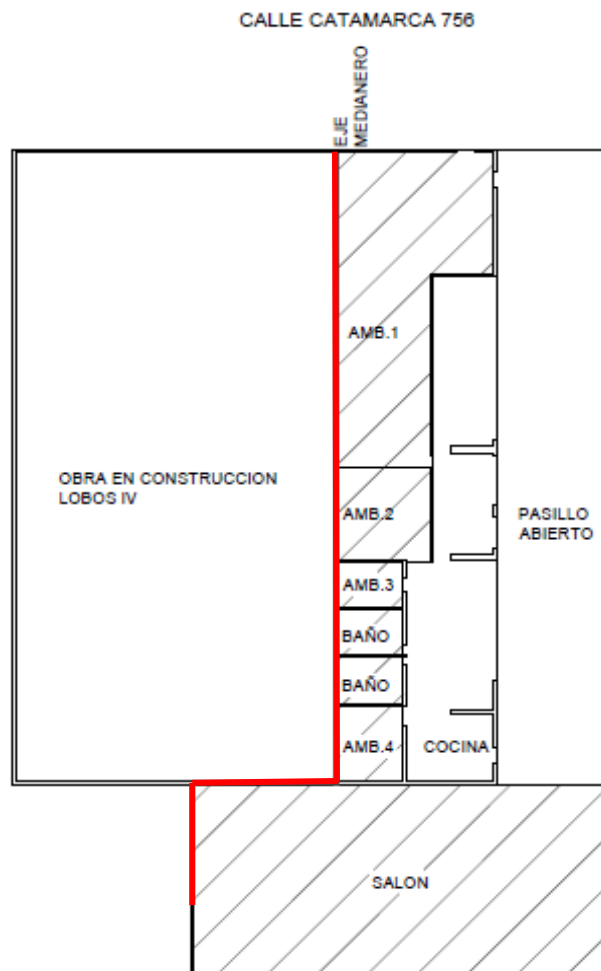 CALLE CATAMARCA 756
EJE
MEDIANERO
AMB.1
OBRA EN CONSTRUCCION
LOBOS IV
AMB.2
PASILLO
ABIERTO
AMB.3
BAÑO
BAÑO
AMB.4
COCINA
SALON